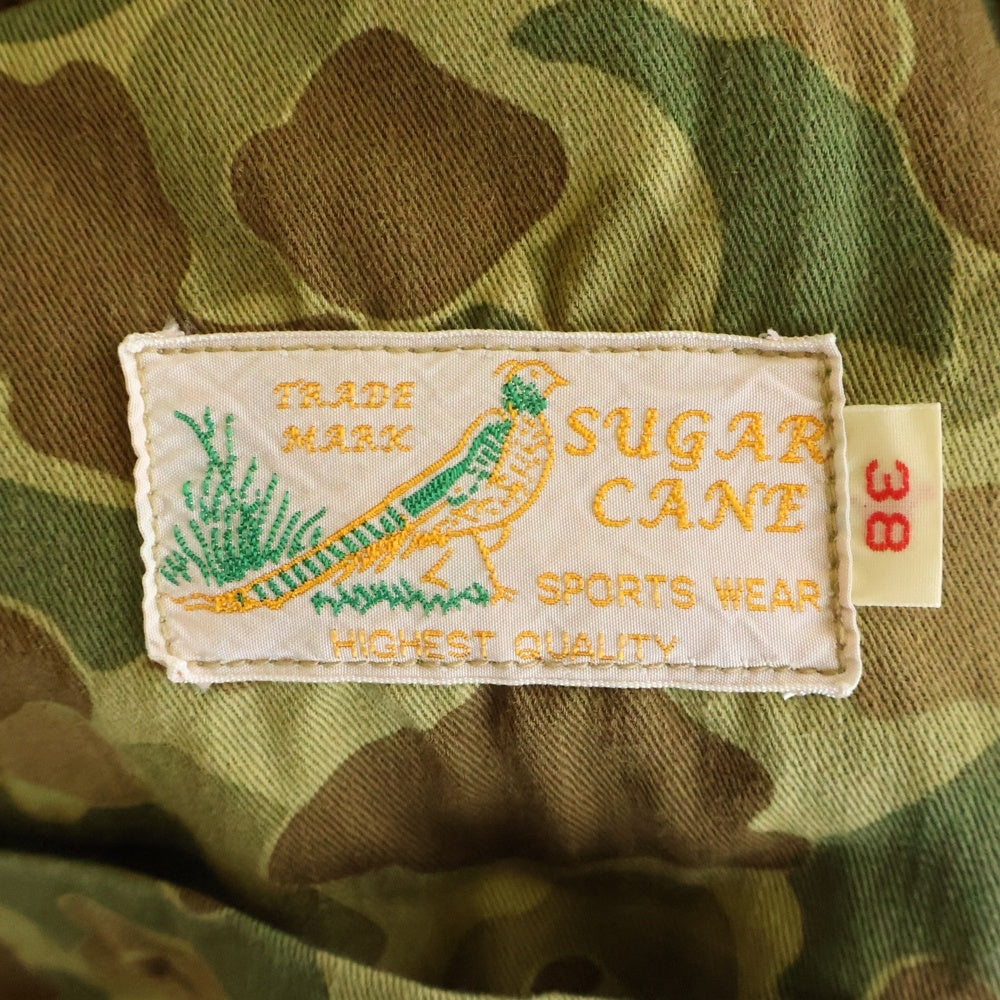 TRADE
MARK
SUGAR
CANE
SPORTS WEAR
HIGHEST QUALITY
38